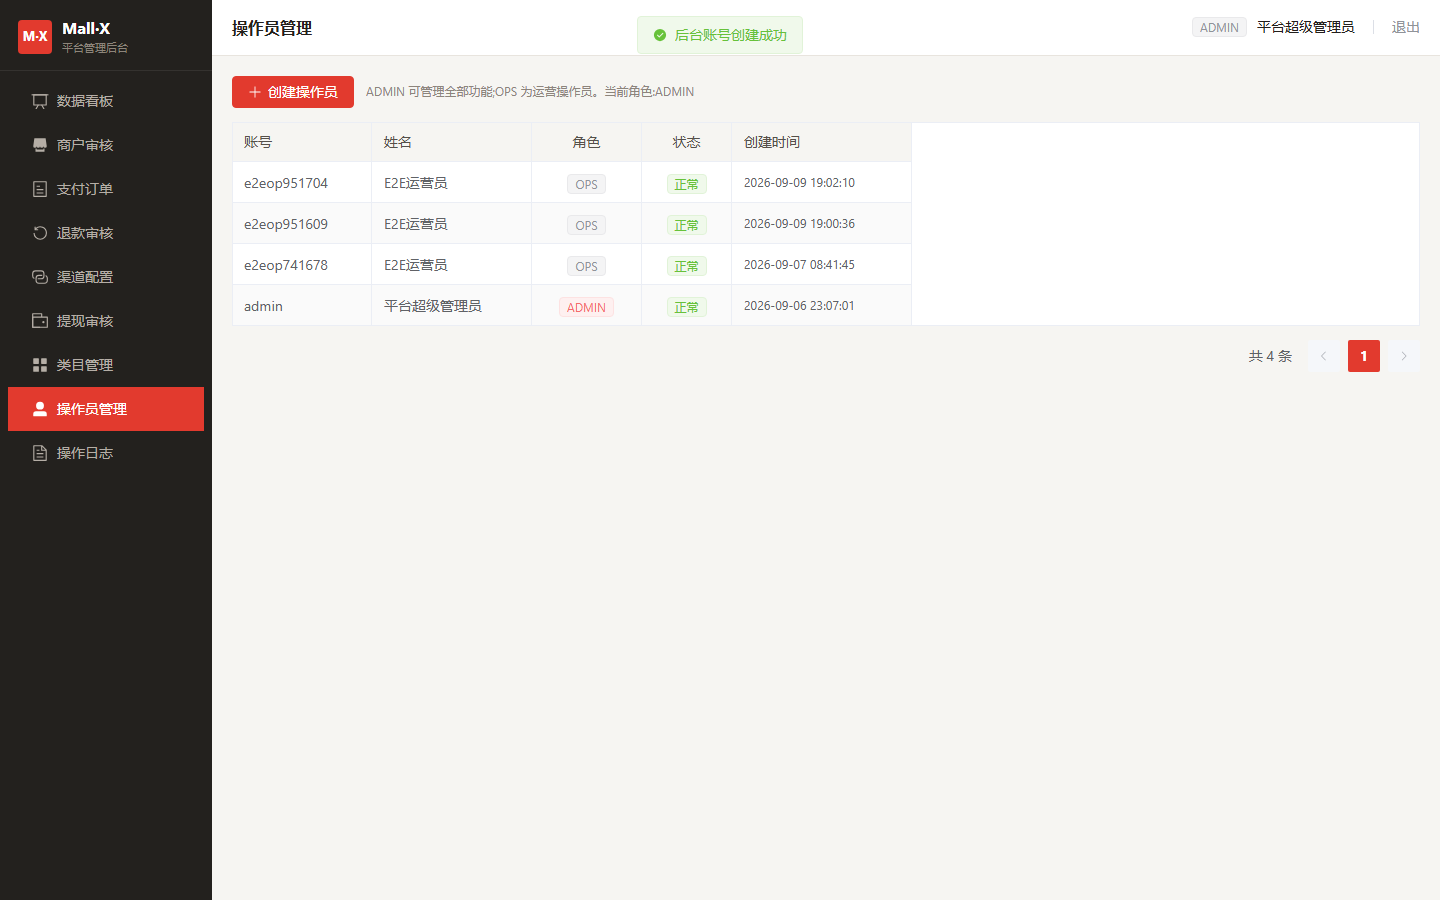 M·X
Mall·X
平台管理后台
数据看板
商户审核
支付订单
退款审核
渠道配置
提现审核
类目管理
操作员管理
操作日志
操作员管理
后台账号创建成功
ADMIN 平台超级管理员 退出
创建操作员 ADMIN 可管理全部功能;OPS 为运营操作员。当前角色:ADMIN
账号 姓名 角色 状态 创建时间
e2eop951704 E2E运营员 OPS 正常 2026-09-09 19:02:10
e2eop951609 E2E运营员 OPS 正常 2026-09-09 19:00:36
e2eop741678 E2E运营员 OPS 正常 2026-09-07 08:41:45
admin 平台超级管理员 ADMIN 正常 2026-09-06 23:07:01
共 4 条 1